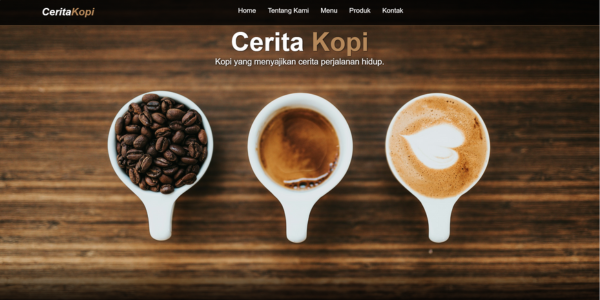 CeritaKopi
Home Tentang Kami Menu Produk Kontak
Cerita Kopi
Kopi yang menyajikan cerita perjalanan hidup.